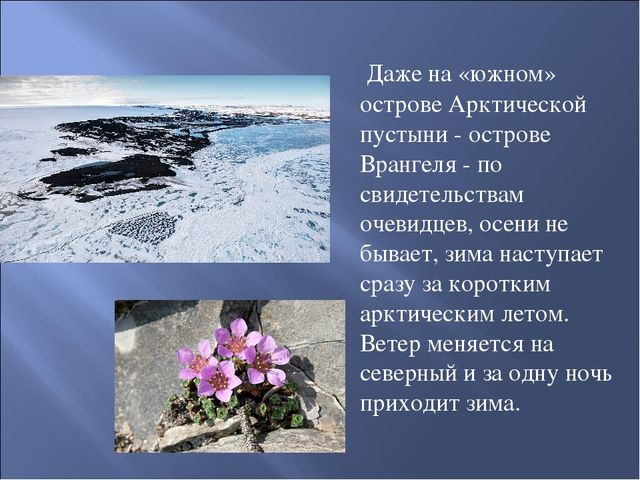 Даже на «южном»
острове Арктической
пустыни - острове
Врангеля - по
свидетельствам
очевидцев, осени не
бывает, зима наступает
сразу за коротким
арктическим летом.
Ветер меняется на
северный и за одну ночь
приходит зима.